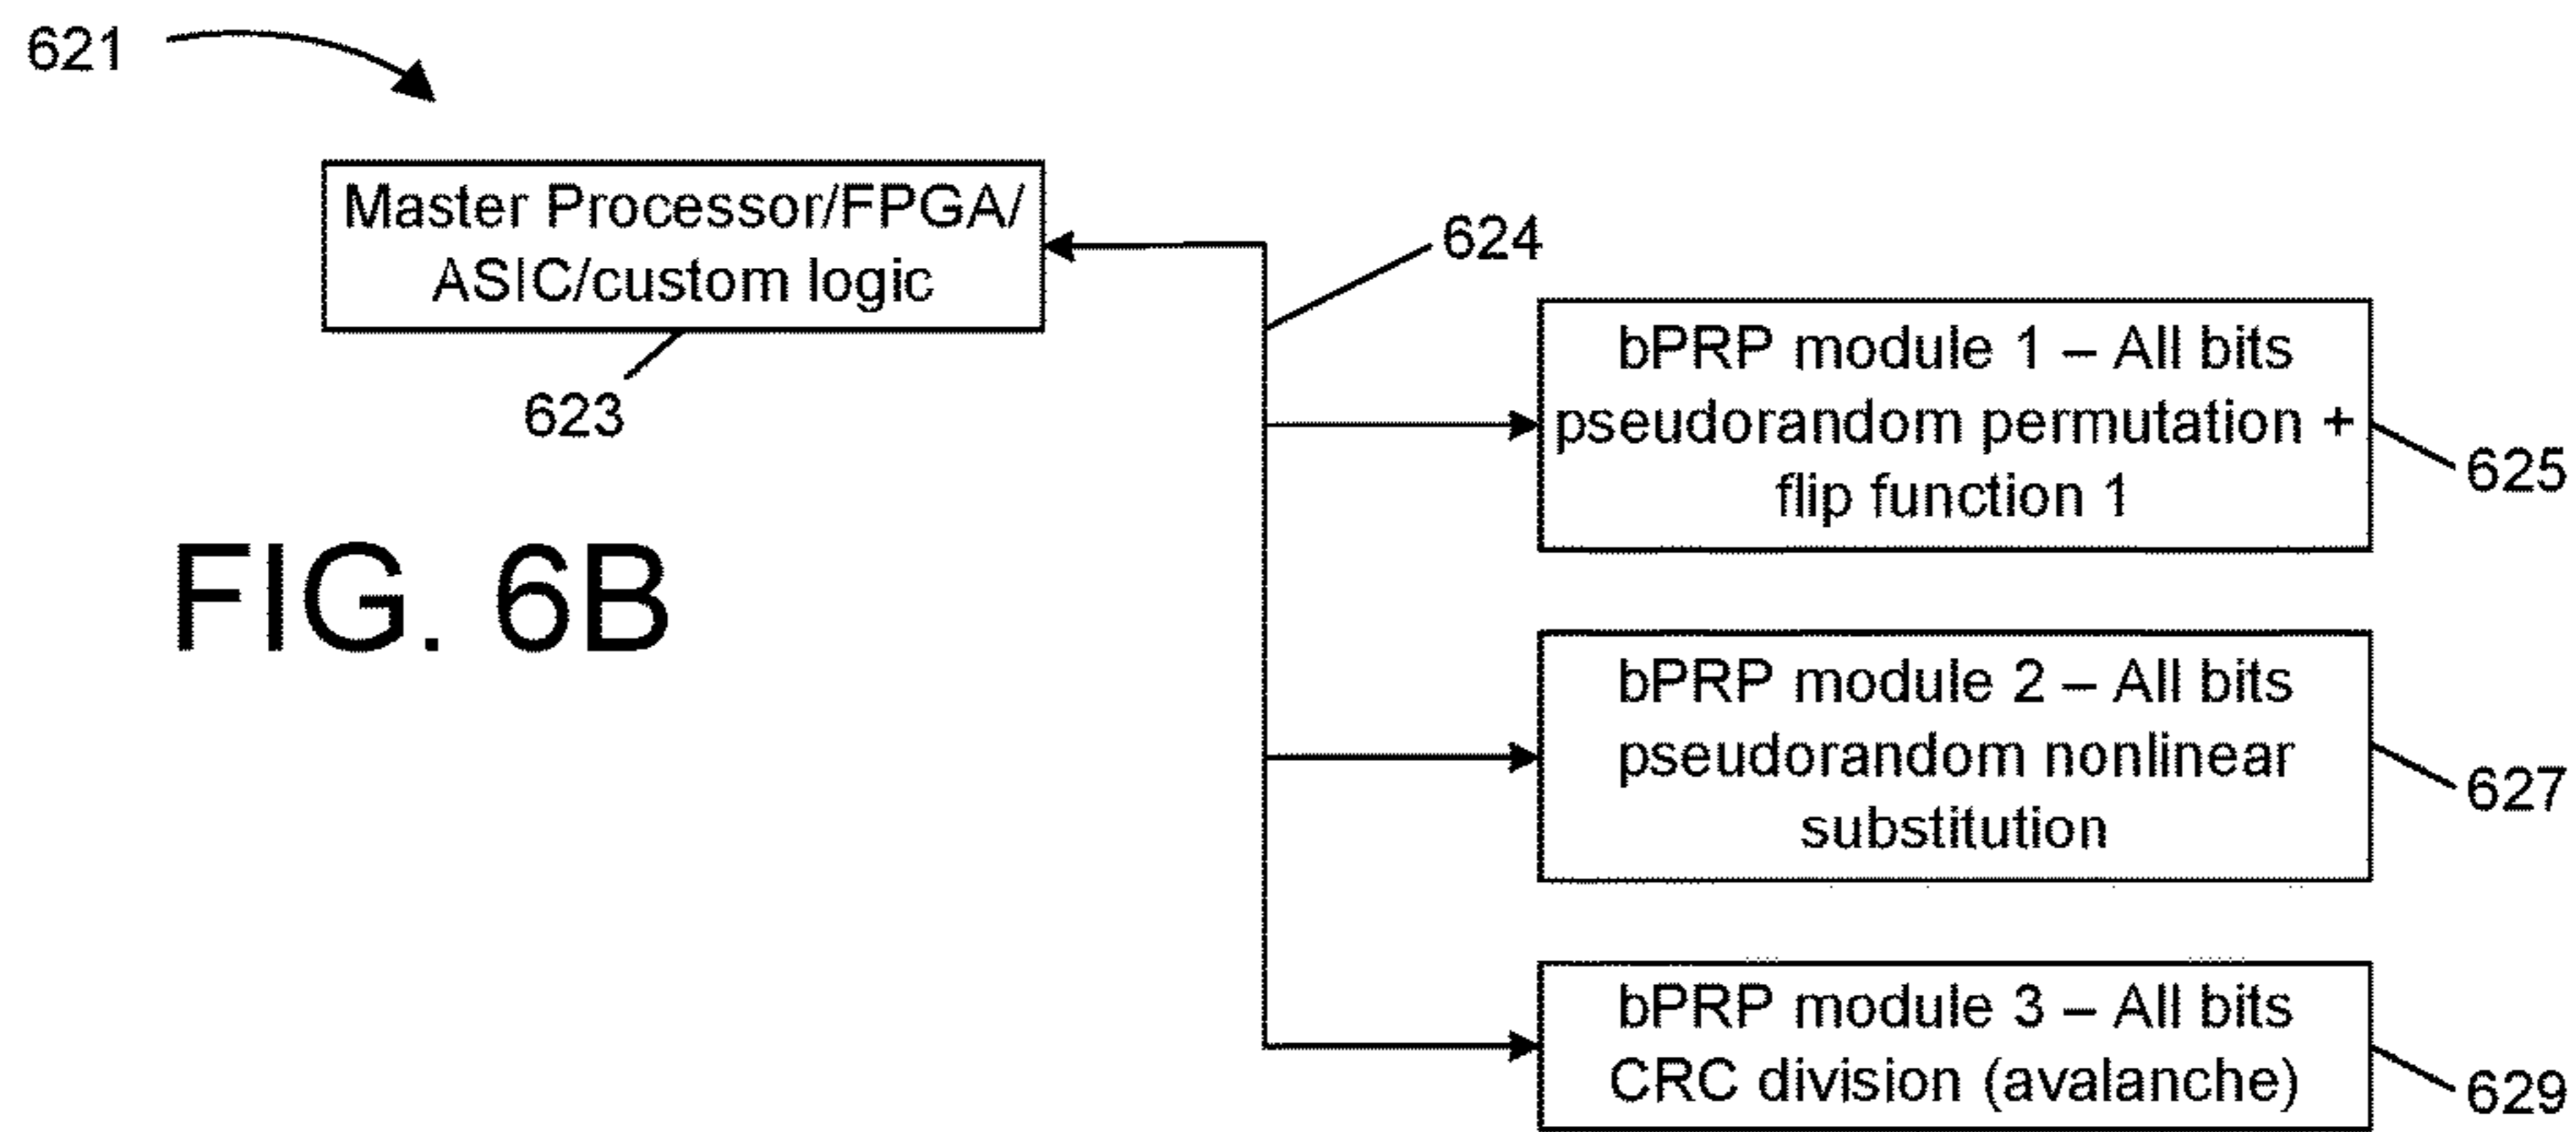 621
Master Processor/FPGA/
ASIC/custom logic
623
624
bPRP module 1 – All bits
pseudorandom permutation +
flip function 1
625
FIG. 6B
bPRP module 2 – All bits
pseudorandom nonlinear
substitution
627
bPRP module 3 – All bits
CRC division (avalanche)
629